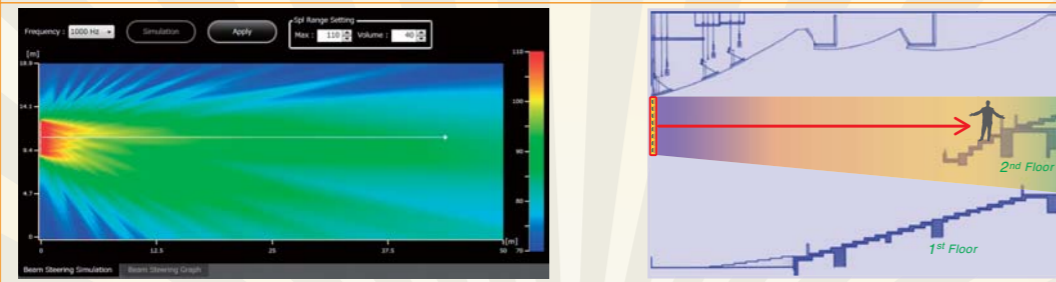 Spl Range Setting
Frequency : 1000 Hz Simulation Apply Max : 110 Volume : 40
[m]
18.8
14.1
9.4
4.7
0
0 12.5 25 37.5 50 [m]
110
100
90
80
70
Beam Steering Simulation Beam Steering Graph
2nd Floor
1st Floor